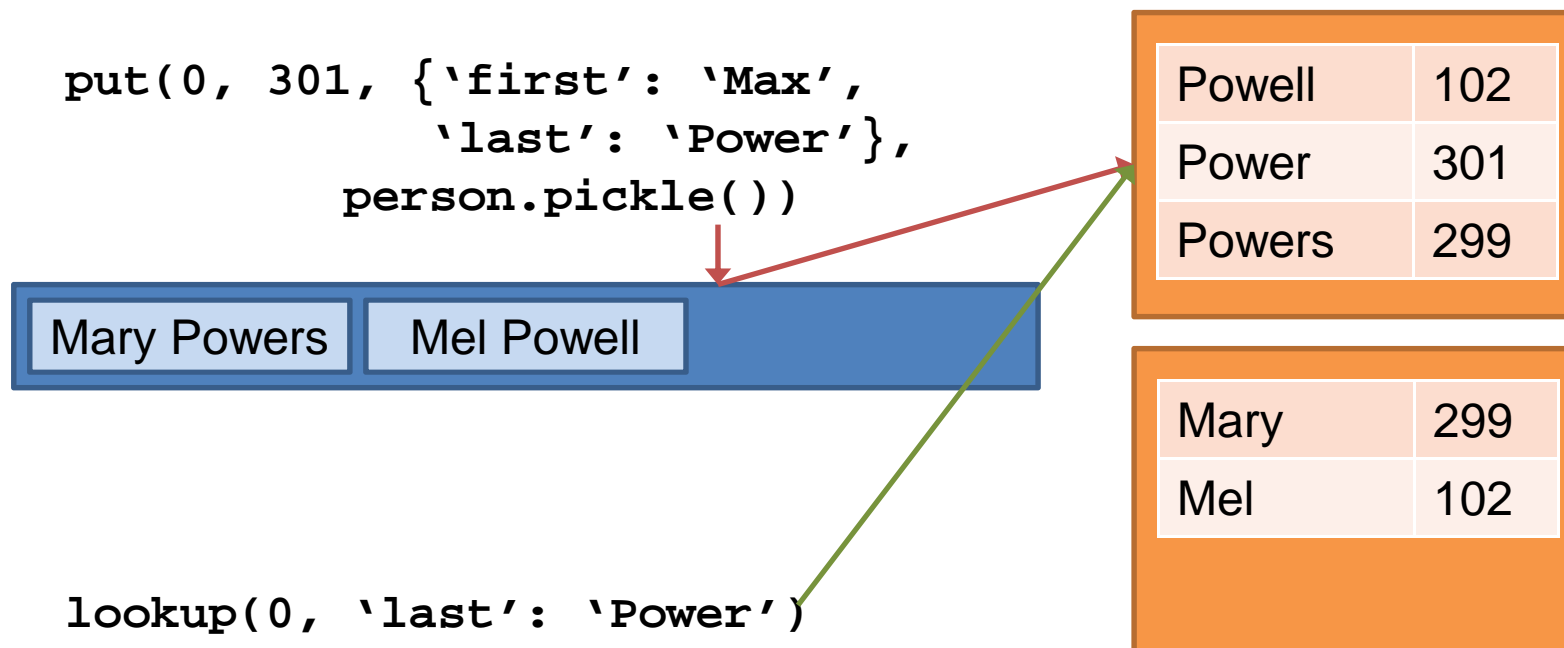 put(0, 301, {‘first’: ‘Max’,
‘last’: ‘Power’},
person.pickle())
Mary Powers Mel Powell
lookup(0, ‘last’: ‘Power’)
Powell 102
Power 301
Powers 299
Mary 299
Mel 102